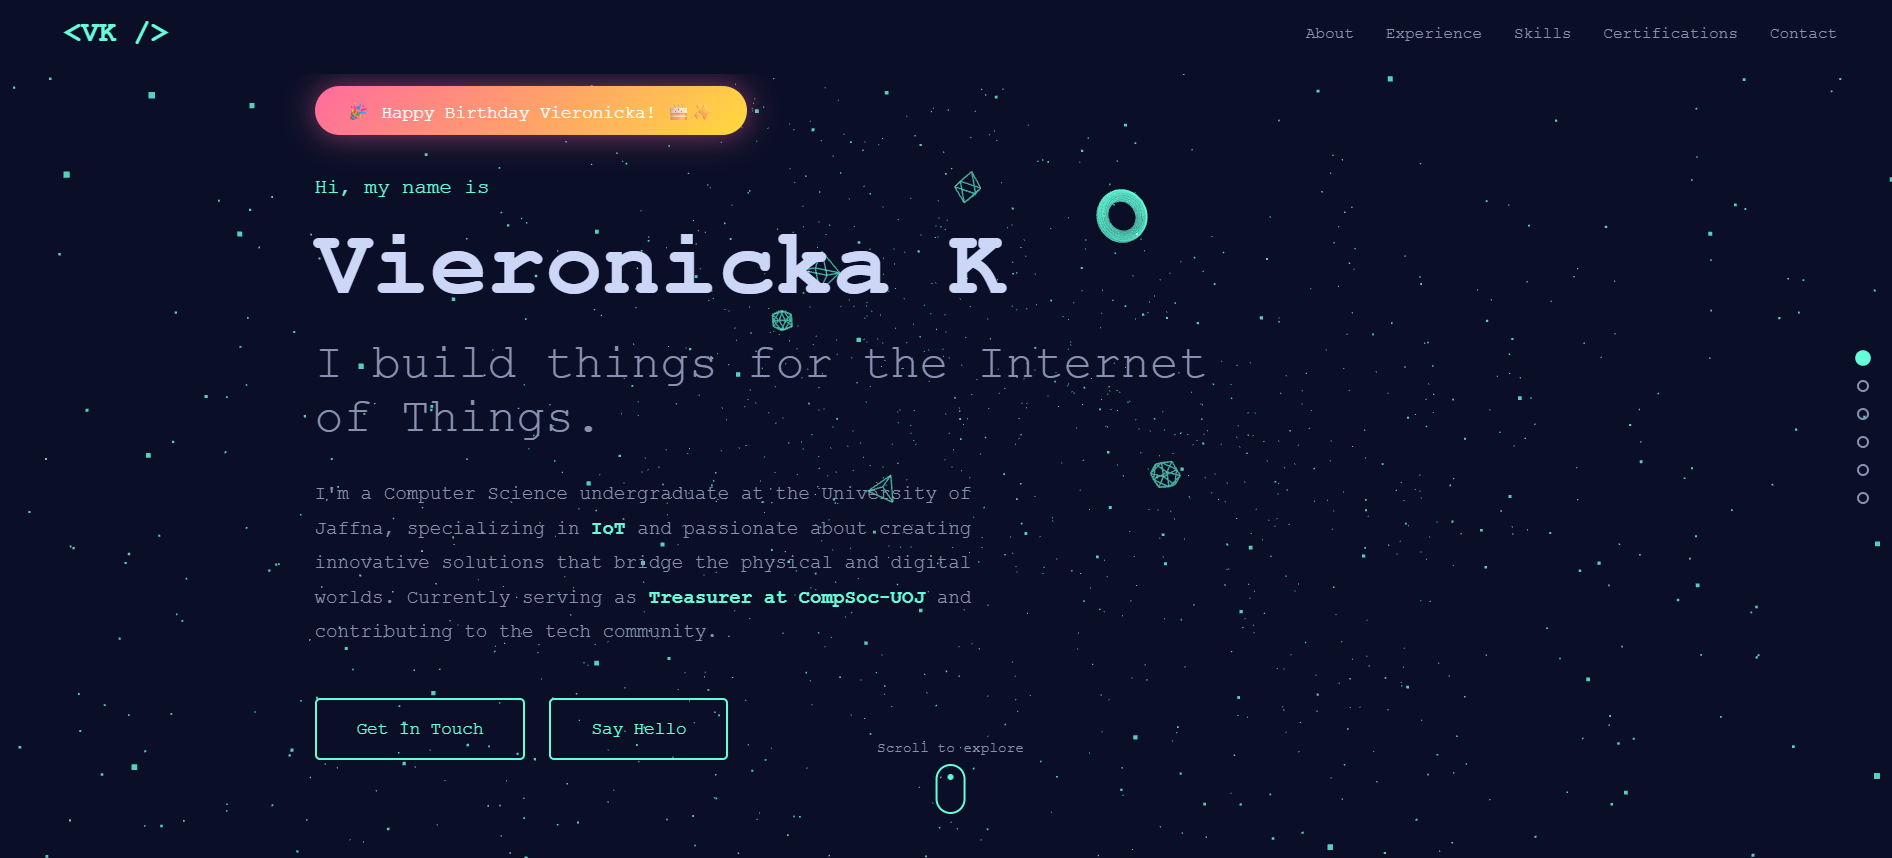 <VK />
About Experience Skills Certifications Contact
🎉 Happy Birthday Vieronicka! 🎂✨
Hi, my name is
Vieronicka K
I build things for the Internet
of Things.
I'm a Computer Science undergraduate at the University of
Jaffna, specializing in IoT and passionate about creating
innovative solutions that bridge the physical and digital
worlds. Currently serving as Treasurer at CompSoc-UOJ and
contributing to the tech community.
Get In Touch
Say Hello
Scroll to explore